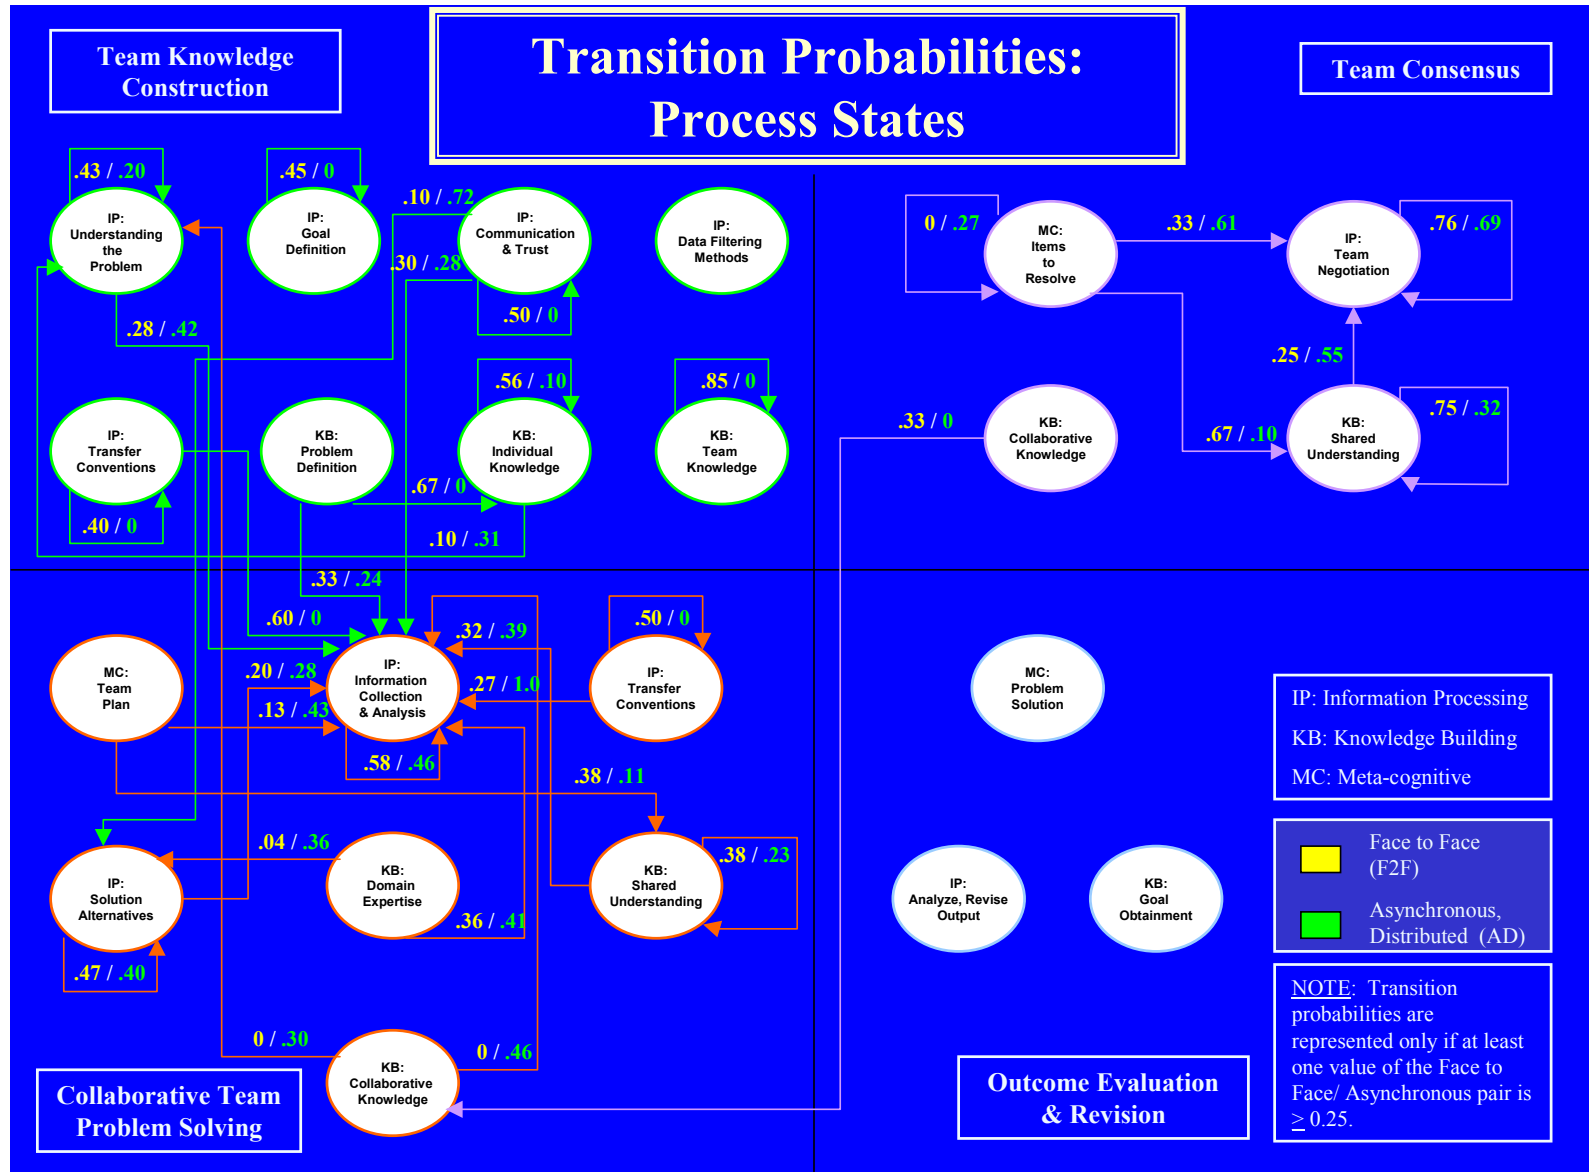 Transition Probabilities:
Process States
Team Knowledge
Construction
Team Consensus
.43 / .20
.45 / 0
.10 / .72
IP:
Understanding
the
Problem
IP:
Goal
Definition
IP:
Communication
& Trust
IP:
Data Filtering
Methods
.30 / .28
.50 / 0
.28 / .42
.56 / .10
.85 / 0
IP:
Transfer
Conventions
KB:
Problem
Definition
KB:
Individual
Knowledge
KB:
Team
Knowledge
.67 / 0
.40 / 0
.10 / .31
.33 / .24
.60 / 0
0 / .27
MC:
Items
to
Resolve
.33 / .61
IP:
Team
Negotiation
.76 / .69
.25 / .55
.33 / 0
KB:
Collaborative
Knowledge
.67 / .10
KB:
Shared
Understanding
.75 / .32
.50 / 0
.32 / .39
MC:
Team
Plan
.20 / .28
IP:
Information
Collection
& Analysis
.27 / 1.0
IP:
Transfer
Conventions
.13 / .43
.58 / .46
.38 / .11
.04 / .36
IP:
Solution
Alternatives
KB:
Domain
Expertise
KB:
Shared
Understanding
.38 / .23
.36 / .41
.47 / .40
0 / .30
0 / .46
KB:
Collaborative
Knowledge
Collaborative Team
Problem Solving
MC:
Problem
Solution
IP:
Analyze, Revise
Output
KB:
Goal
Obtainment
Outcome Evaluation
& Revision
IP: Information Processing
KB: Knowledge Building
MC: Meta-cognitive
Face to Face
(F2F)
Asynchronous,
Distributed (AD)
NOTE: Transition
probabilities are
represented only if at least
one value of the Face to
Face/ Asynchronous pair is
≥ 0.25.